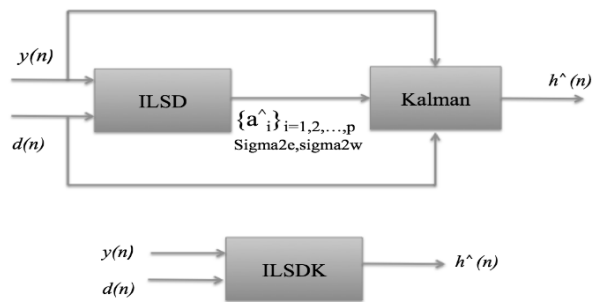 y(n)
ILSD
Kalman
h^(n)
d(n)
{a^i}i=1,2,...,p
Sigma2e,sigma2w
y(n)
ILSDK
h^(n)
d(n)